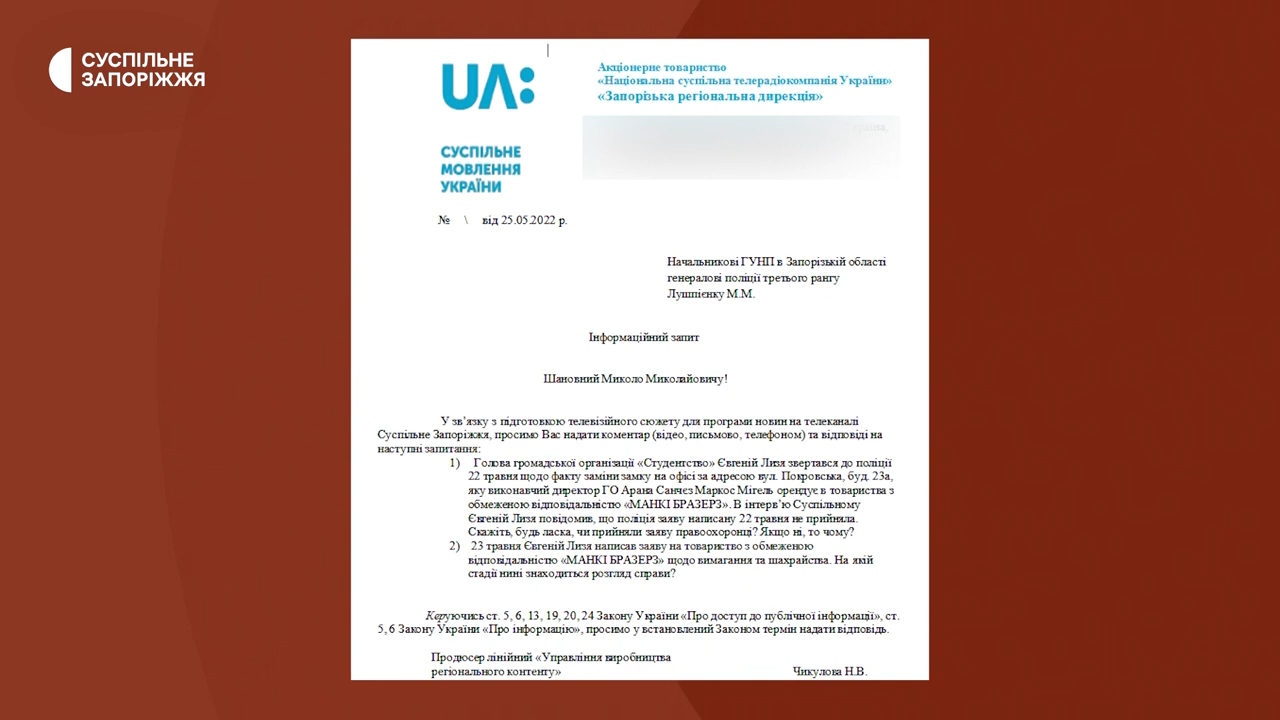 СУСПІЛЬНЕ
ЗАПОРІЖЖЯ
UA:
СУСПІЛЬНЕ
МОВЛЕННЯ
УКРАЇНИ
Акціонерне товариство
«Національна суспільна телерадіокомпанія України»
«Запорізька регіональна дирекція»
№ \ від 25.05.2022 р.
Начальникові ГУНП в Запорізькій області
генералові поліції третього рангу
Лушпієнку М.М.
Інформаційний запит
Шановний Миколо Миколайовичу!
У зв’язку з підготовкою телевізійного сюжету для програми новин на телеканалі
Суспільне Запоріжжя, просимо Вас надати коментар (відео, письмово, телефоном) та відповіді на
наступні запитання:
1) Голова громадської організації «Студентство» Євгеній Лизя звертався до поліції
22 травня щодо факту заміни замку на офісі за адресою вул. Покровська, буд. 23а,
яку виконавчий директор ГО Арана Санчез Маркос Мігель орендує в товариства з
обмеженою відповідальністю «МАНКІ БРАЗЕРЗ». В інтерв’ю Суспільному
Євгеній Лизя повідомив, що поліція заяву написану 22 травня не прийняла.
Скажіть, будь ласка, чи прийняли заяву правоохоронці? Якщо ні, то чому?
2) 23 травня Євгеній Лизя написав заяву на товариство з обмеженою
відповідальністю «МАНКІ БРАЗЕРЗ» щодо вимагання та шахрайства. На якій
стадії нині знаходиться розгляд справи?
Керуючись ст. 5, 6, 13, 19, 20, 24 Закону України «Про доступ до публічної інформації», ст.
5, 6 Закону України «Про інформацію», просимо у встановлений Законом термін надати відповідь.
Продюсер лінійний «Управління виробництва
регіонального контенту»
Чикулова Н.В.